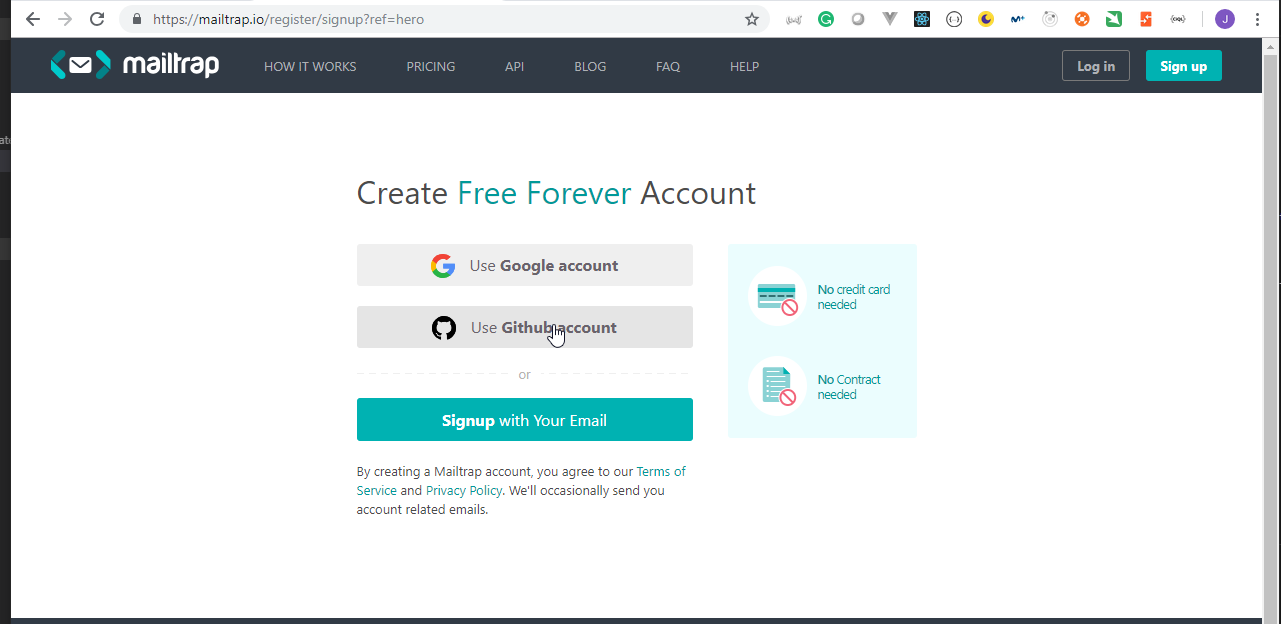 https://mailtrap.io/register/signup?ref=hero
J
mailtrap
HOW IT WORKS
PRICING
API
BLOG
FAQ
HELP
Log in
Sign up
Create Free Forever Account
Use Google account
Use Github account
or
Signup with Your Email
By creating a Mailtrap account, you agree to our Terms of
Service and Privacy Policy. We'll occasionally send you
account related emails.
No credit card
needed
No Contract
needed